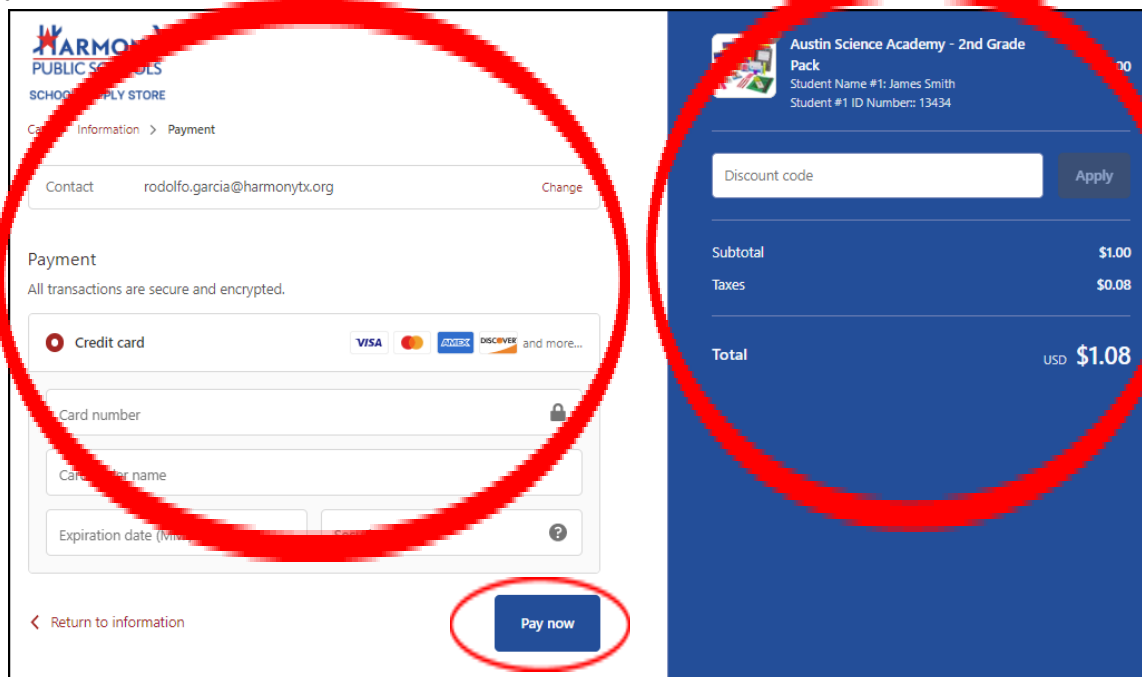 PUBLIC
SCHOOL STORE
Information > Payment
Contact rodolfo.garcia@harmonytx.org Change
Payment
All transactions are secure and encrypted.
Credit card VISA AMEX DISCOVER and more...
Card number
name
Expiration date
Return to information
Pay now
Austin Science Academy - 2nd Grade
Pack
Student Name #1: James Smith
Student #1 ID Number:: 13434
Discount code Apply
Subtotal $1.00
Taxes $0.08
Total USD $1.08